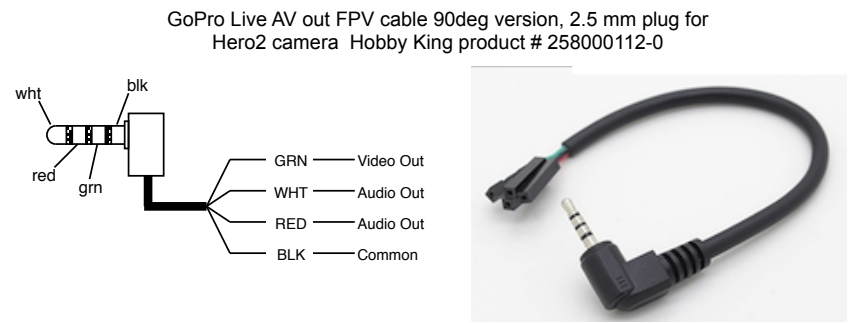 GoPro Live AV out FPV cable 90deg version, 2.5 mm plug for
Hero2 camera Hobby King product # 258000112-0
wht
blk
red
grn
GRN Video Out
WHT Audio Out
RED Audio Out
BLK Common